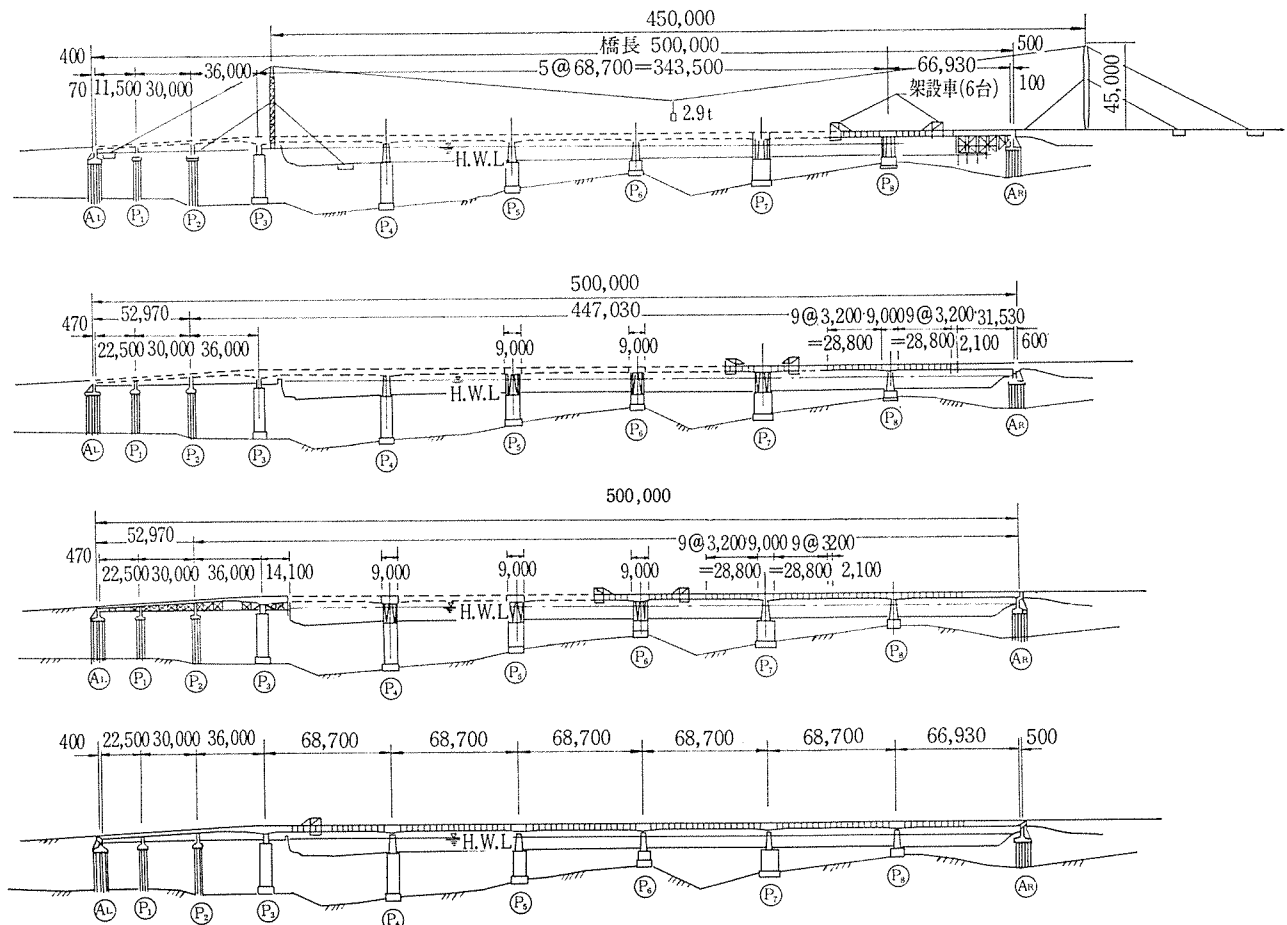 450,000
400 橋長 500,000 500
36,000 5@68,700=343,500 66,930
70 11,500 30,000 架設車(6台) 100 45,000
2.9t
H.W.L
AL P1 P2 P3 P4 P5 P6 P7 P8 AR
500,000
52,970 447,030
470 9@3,200 9,000 9@3,200 31,530
22,500 30,000 36,000 9,000 9,000 =28,800 =28,800 2,100 600
H.W.L
AL P1 P2 P3 P4 P5 P6 P7 P8 AR
500,000
52,970
470 9@3,200 9,000 9@3,200
22,500 30,000 36,000 14,100 9,000 9,000 9,000 =28,800 =28,800 2,100
H.W.L
AL P1 P2 P3 P4 P5 P6 P7 P8 AR
400 22,500 30,000 36,000 68,700 68,700 68,700 68,700 68,700 66,930 500
H.W.L
AL P1 P2 P3 P4 P5 P6 P7 P8 AR